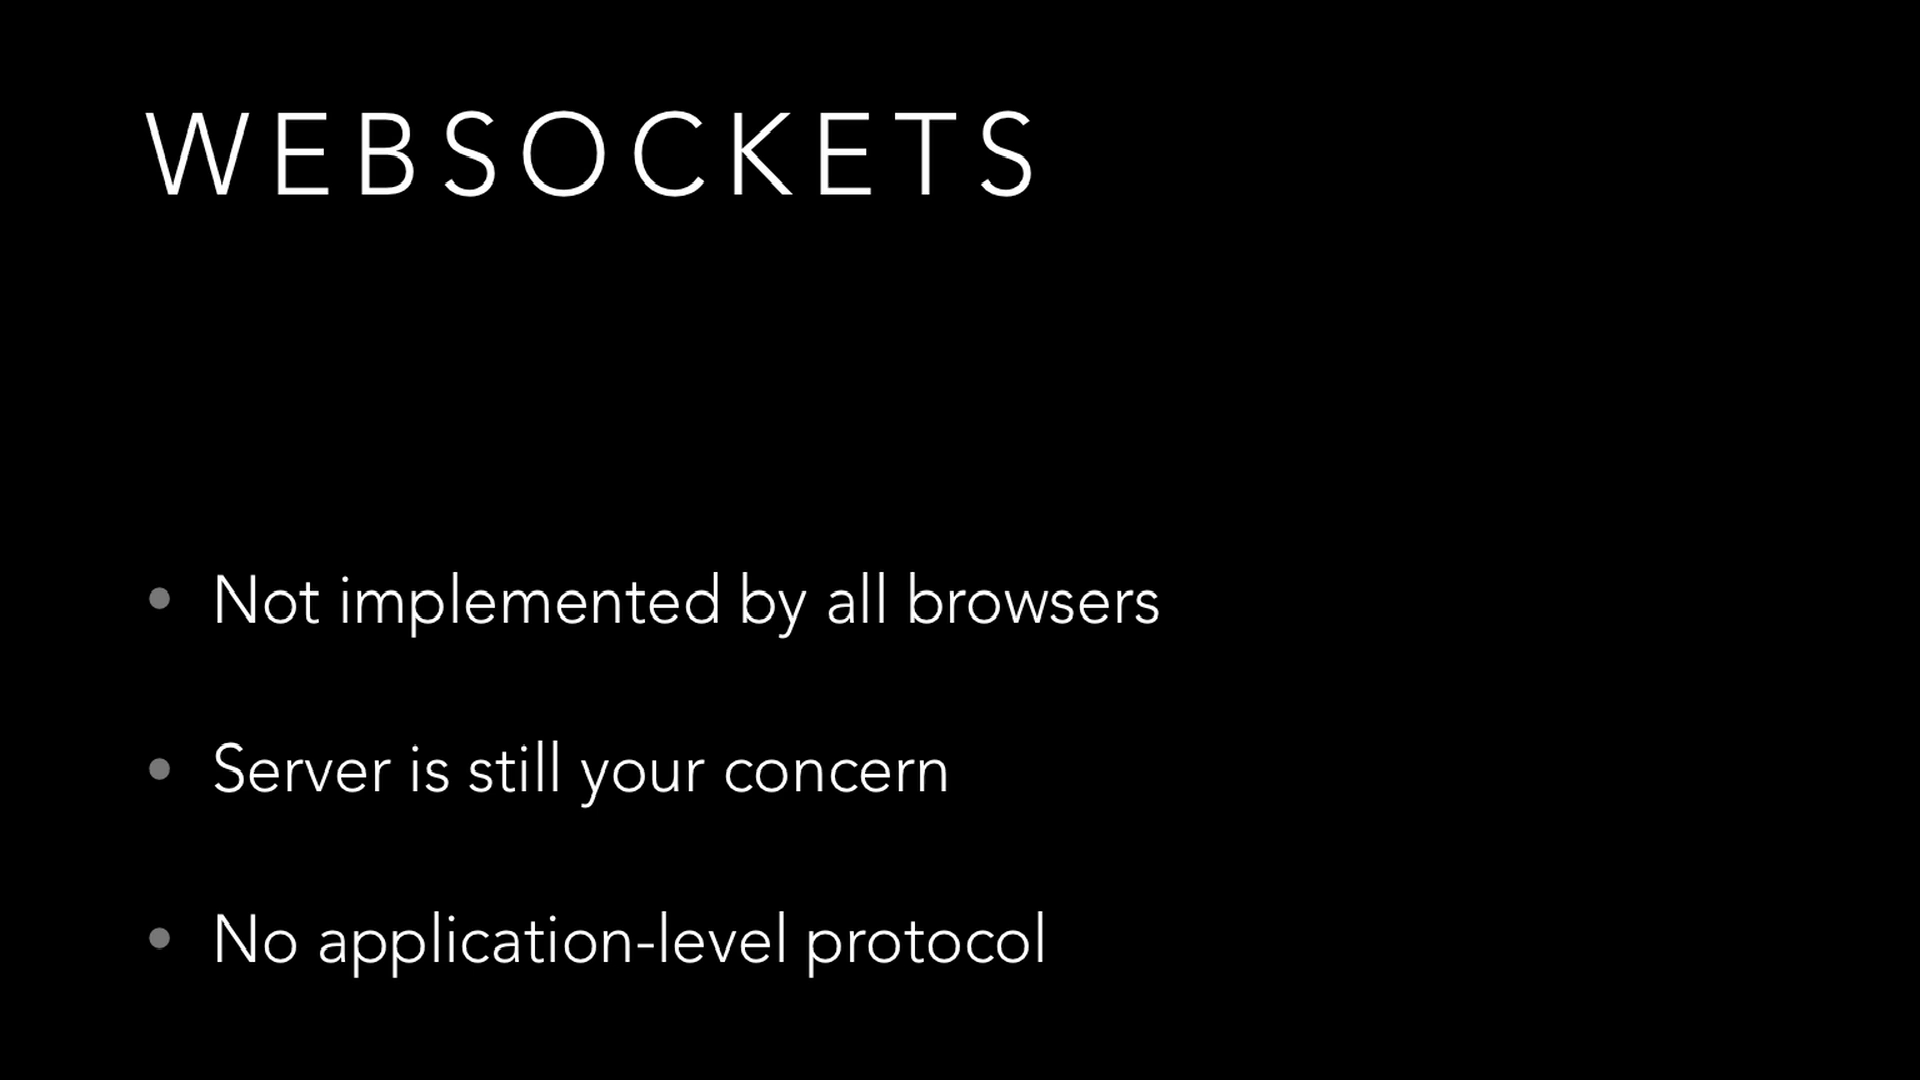 WEBSOCKETS
• Not implemented by all browsers
• Server is still your concern
• No application-level protocol